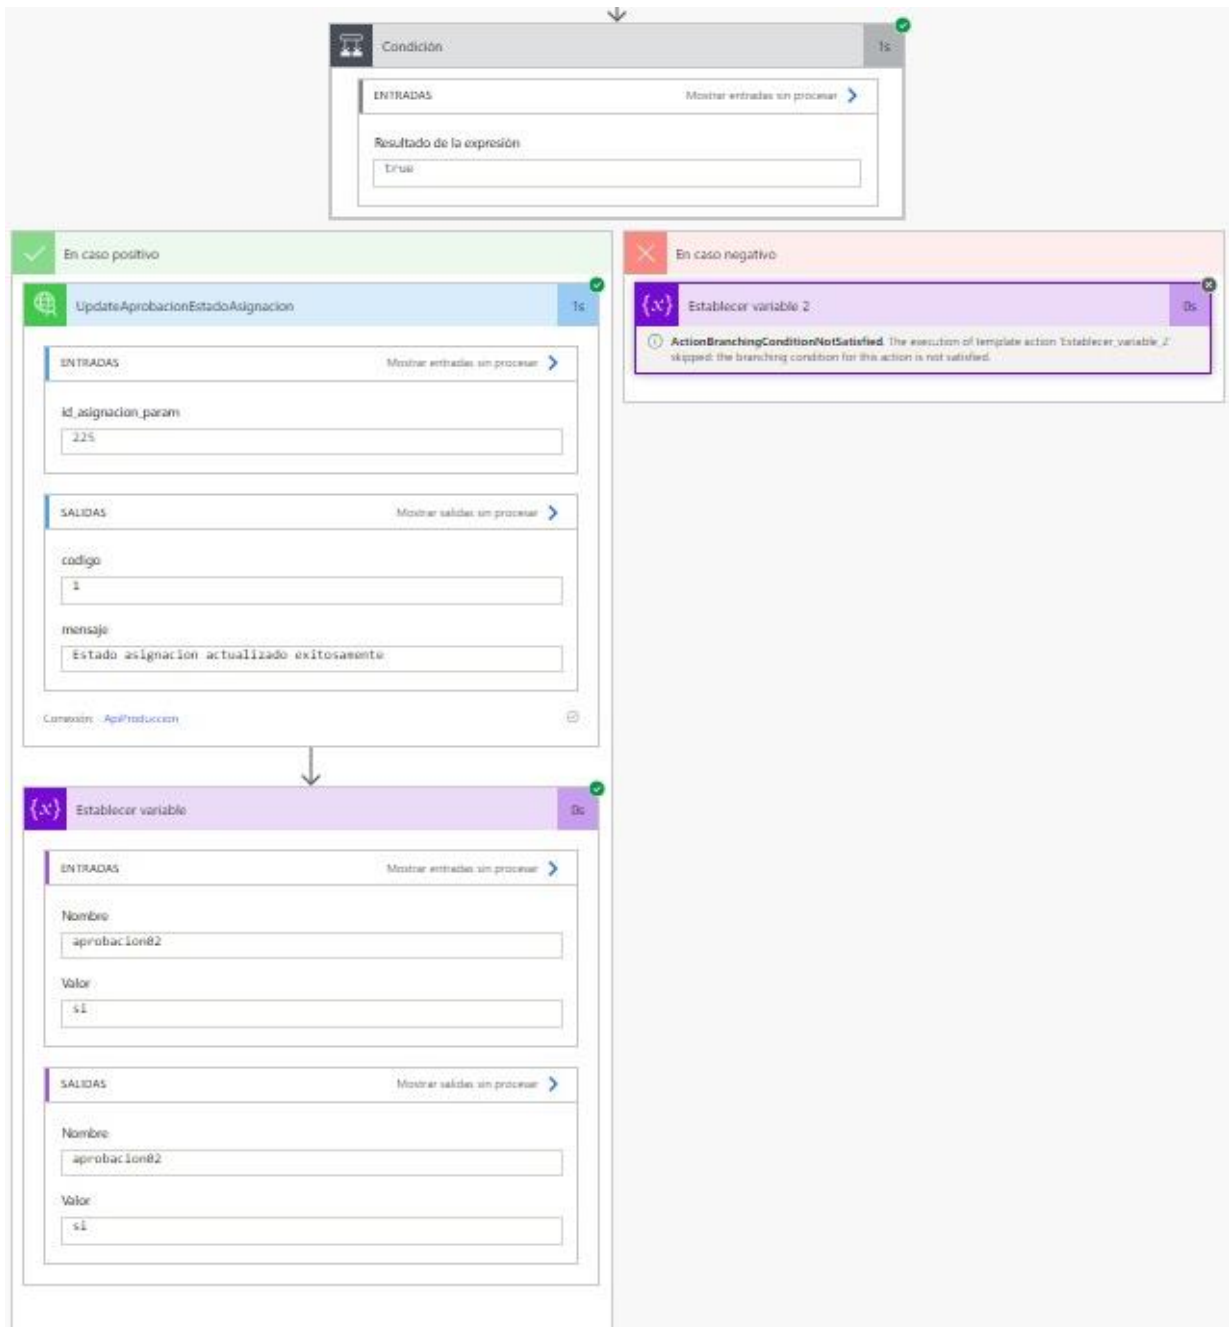 Condición
1s
ENTRADAS
Mostrar entradas sin procesar
Resultado de la expresión
true
En caso positivo
UpdateAprobacionEstadoAsignacion
1s
ENTRADAS
Mostrar entradas sin procesar
id_asignacion_param
225
SALIDAS
Mostrar salidas sin procesar
codigo
1
mensaje
Estado asignacion actualizado exitosamente
Conexión: ApiProduccion
{x} Establecer variable
0s
ENTRADAS
Mostrar entradas sin procesar
Nombre
aprobacion02
Valor
si
SALIDAS
Mostrar salidas sin procesar
Nombre
aprobacion02
Valor
si
En caso negativo
{x} Establecer variable 2
0s
ActionBranchingConditionNotSatisfied. The execution of template action 'Establecer_variable_2'
skipped: the branching condition for this action is not satisfied.